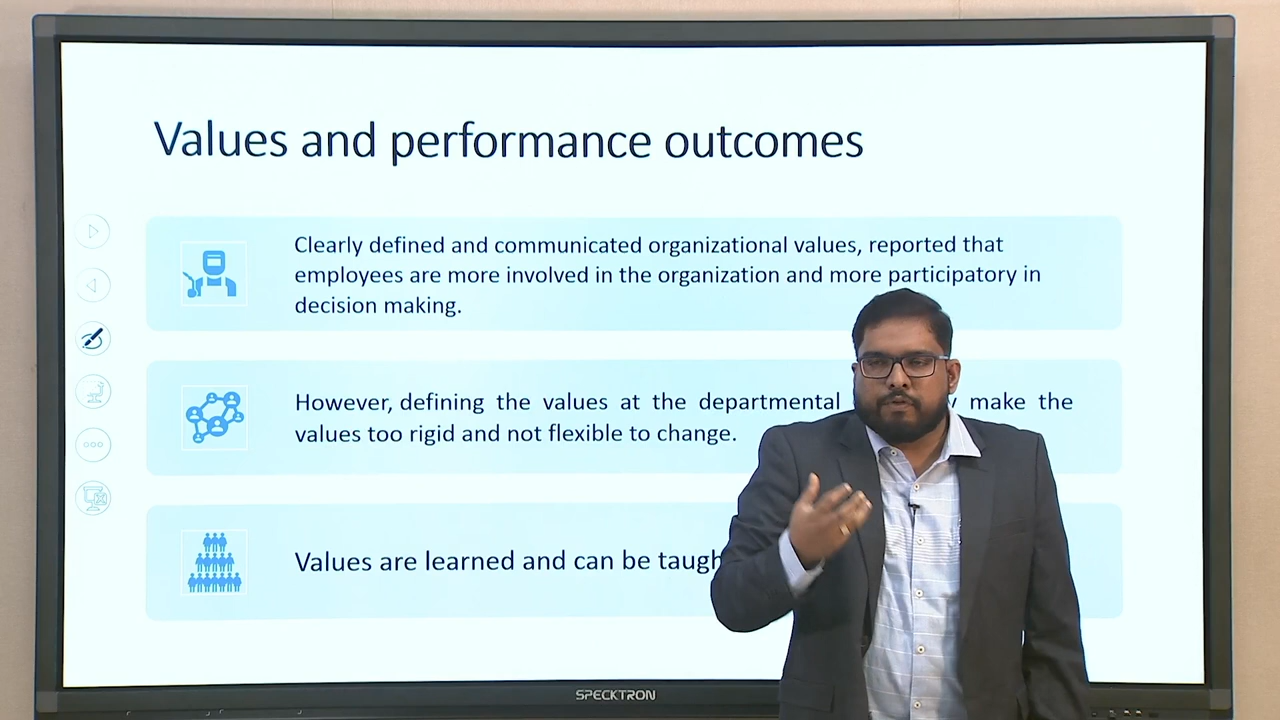 Values and performance outcomes
Clearly defined and communicated organizational values, reported that
employees are more involved in the organization and more participatory in
decision making.
However, defining the values at the departmental make the
values too rigid and not flexible to change.
Values are learned and can be
SPECKTRON